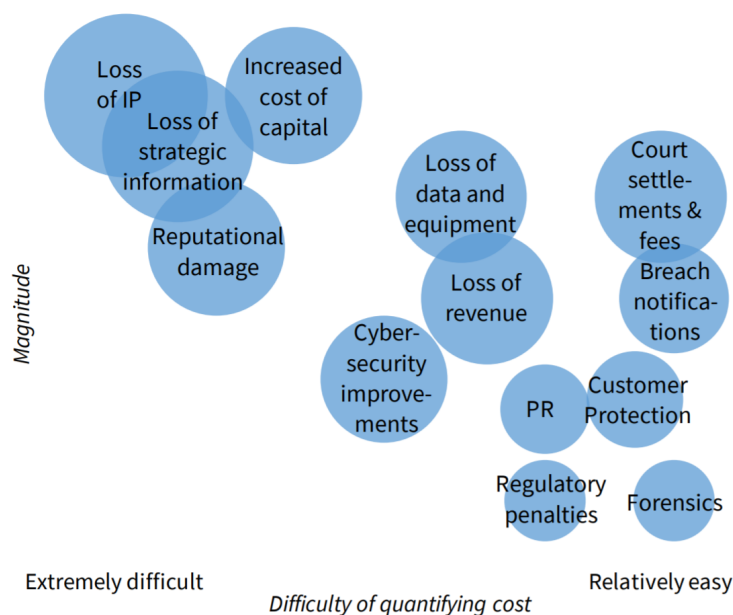 Loss
of IP
Increased
cost of
capital
Loss of
strategic
information
Reputational
damage
Loss of
data and
equipment
Court
settle-
ments &
fees
Loss of
revenue
Breach
notifica-
tions
Cyber-
security
improve-
ments
PR
Customer
Protection
Regulatory
penalties
Forensics
Magnitude
Extremely difficult
Relatively easy
Difficulty of quantifying cost